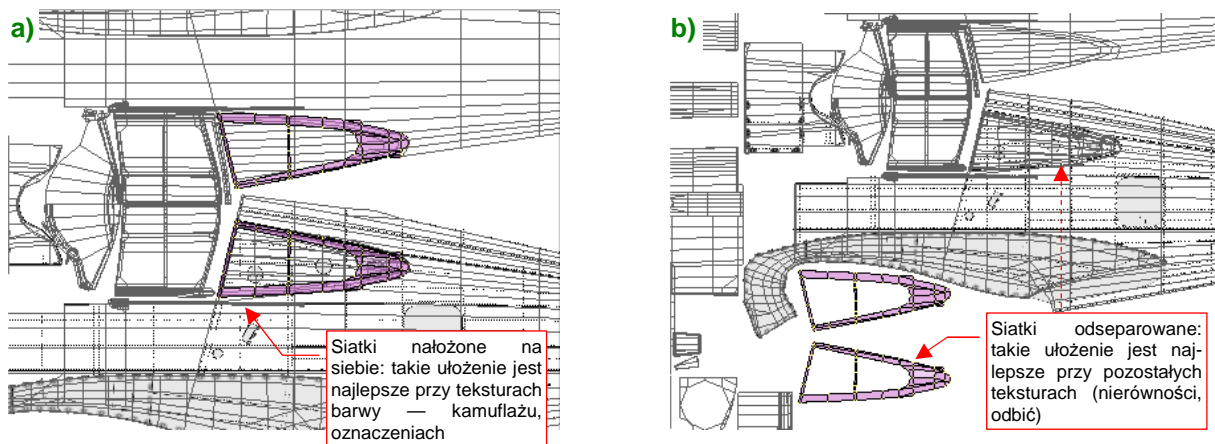 a)
Siatki nałożone na
siebie: takie ułożenie jest
najlepsze przy teksturach
barwy — kamuflażu,
oznaczeniach
b)
Siatki odseparowane:
takie ułożenie jest naj-
lepsze przy pozostałych
teksturach (nierówności,
odbić)